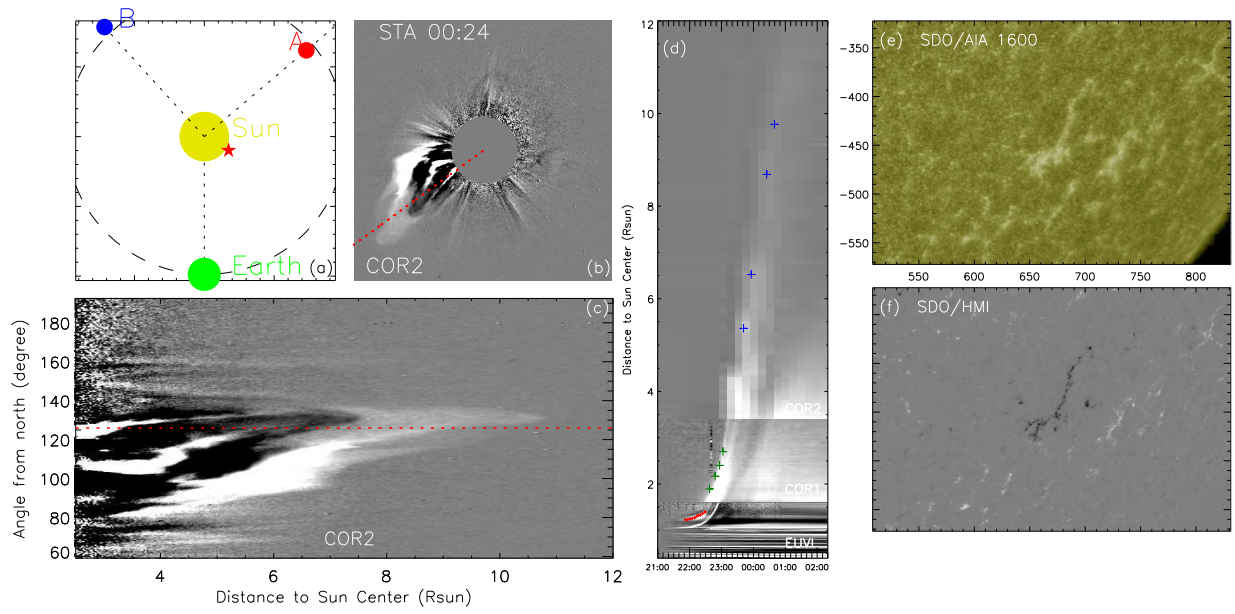 B
A
Sun
Earth (a)
STA 00:24
COR2
(b)
(c)
Angle from north (degree)
180
160
140
120
100
80
60
COR2
4 6 8 10 12
Distance to Sun Center (Rsun)
(d)
Distance to Sun Center (Rsun)
12
10
8
6
4
2
COR2
COR1
EUVI
21:00 22:00 23:00 00:00 01:00 02:00
(e) SDO/AIA 1600
-350
-400
-450
-500
-550
550 600 650 700 750 800
(f) SDO/HMI